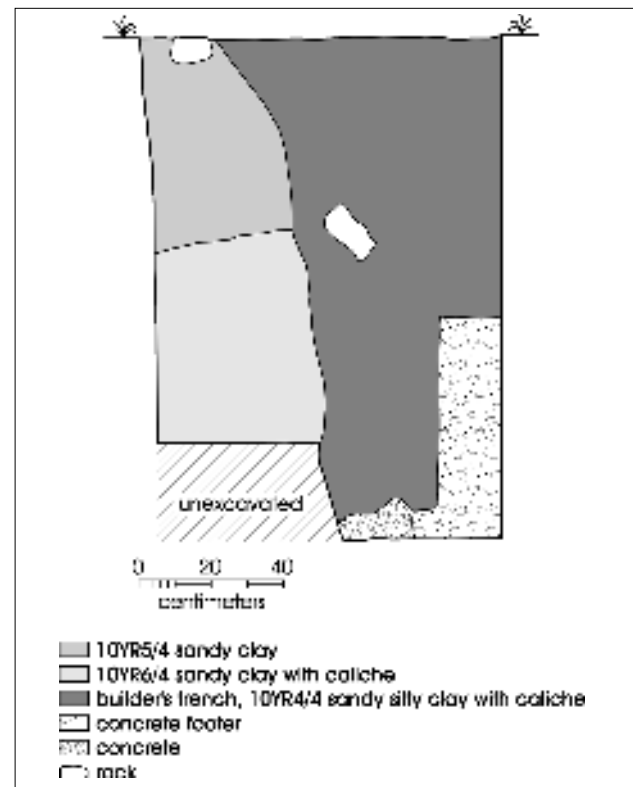 unexcavated
0 20 40
centimeters
10YR5/4 sandy clay
10YR6/4 sandy clay with caliche
builder's trench, 10YR4/4 sandy silty clay with caliche
concrete footer
concrete
rock